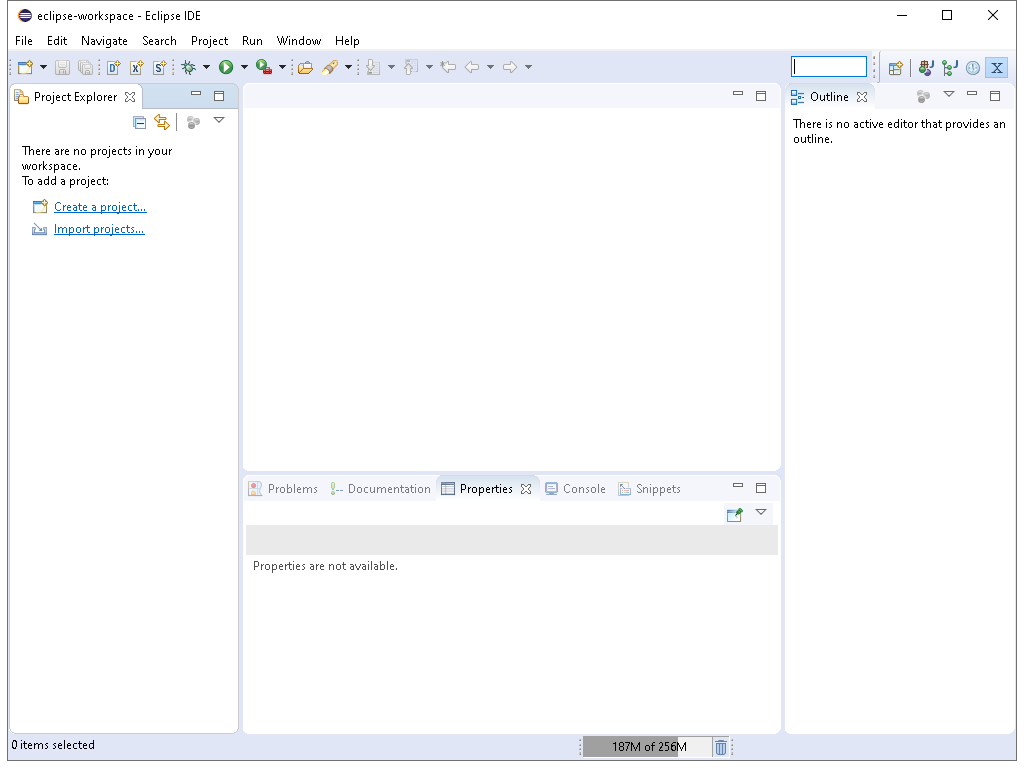 eclipse-workspace - Eclipse IDE
File Edit Navigate Search Project Run Window Help
D X S
X
Project Explorer
Outline
There are no projects in your
workspace.
To add a project:
Create a project...
Import projects...
There is no active editor that provides an
outline.
Problems Documentation Properties Console Snippets
Properties are not available.
0 items selected
187M of 256M